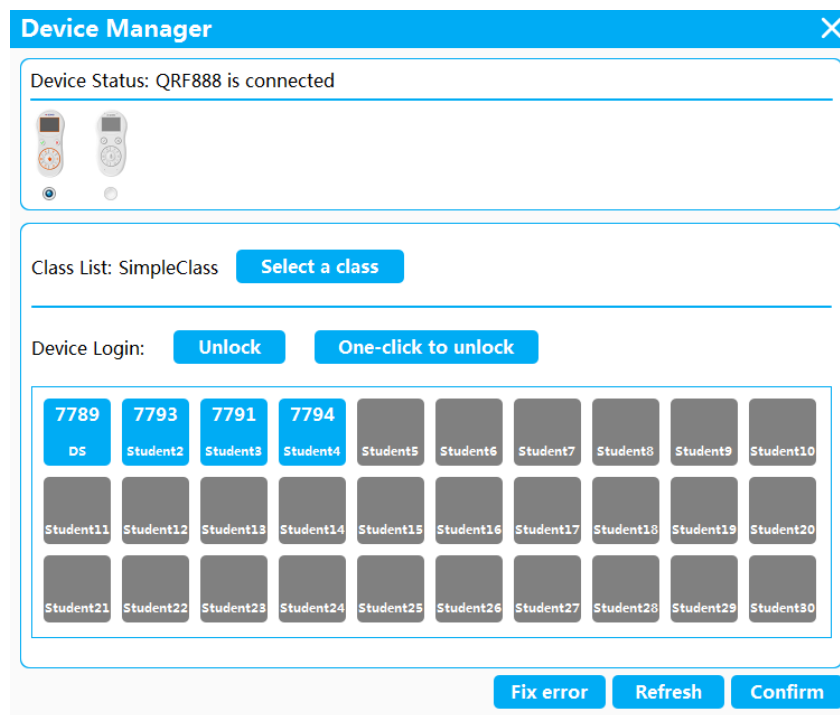 Device Manager
Device Status: QRF888 is connected
Class List: SimpleClass Select a class
Device Login: Unlock One-click to unlock
7789 7793 7791 7794
DS Student2 Student3 Student4 Student5 Student6 Student7 Student8 Student9 Student10
Student11 Student12 Student13 Student14 Student15 Student16 Student17 Student18 Student19 Student20
Student21 Student22 Student23 Student24 Student25 Student26 Student27 Student28 Student29 Student30
Fix error Refresh Confirm